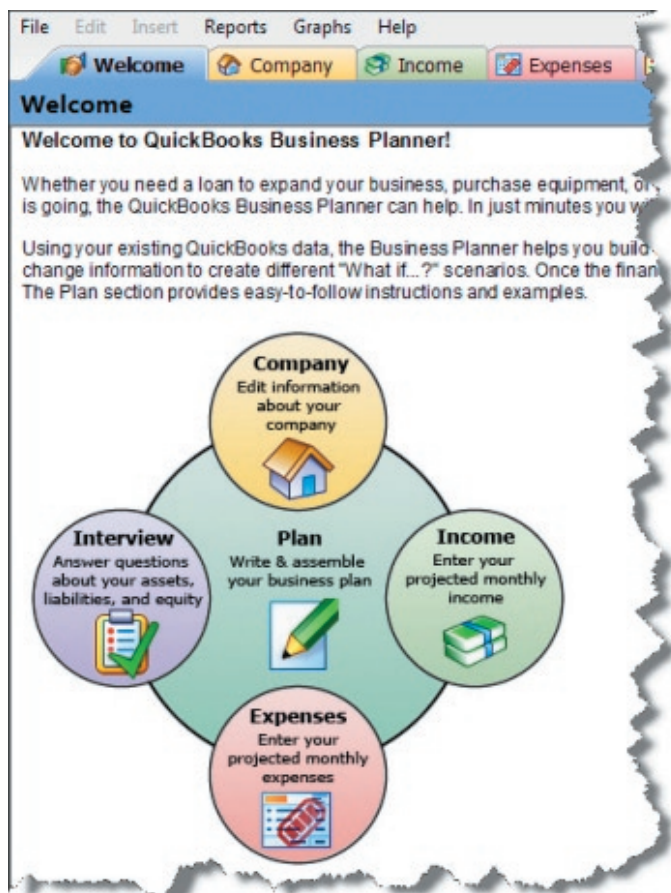 File Edit Insert Reports Graphs Help
Welcome Company Income Expenses
Welcome
Welcome to QuickBooks Business Planner!
Whether you need a loan to expand your business, purchase equipment, or
is going, the QuickBooks Business Planner can help. In just minutes you
Using your existing QuickBooks data, the Business Planner helps you build
change information to create different "What if...?" scenarios. Once the
The Plan section provides easy-to-follow instructions and examples.
Company
Edit information
about your
company
Interview
Answer questions
about your assets,
liabilities, and equity
Plan
Write & assemble
your business plan
Income
Enter your
projected monthly
income
Expenses
Enter your
projected monthly
expenses